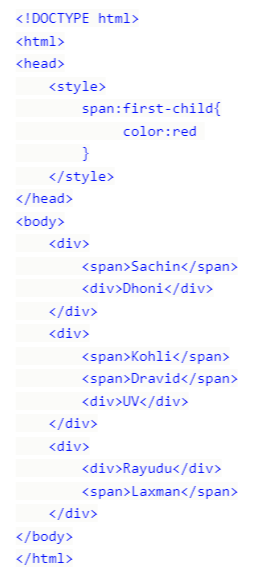 <!DOCTYPE html>
<html>
<head>
    <style>
        span:first-child{
             color:red
        }
    </style>
</head>
<body>
    <div>
        <span>Sachin</span>
        <div>Dhoni</div>
    </div>
    <div>
        <span>Kohli</span>
        <span>Dravid</span>
        <div>UV</div>
    </div>
    <div>
        <div>Rayudu</div>
        <span>Laxman</span>
    </div>
</body>
</html>